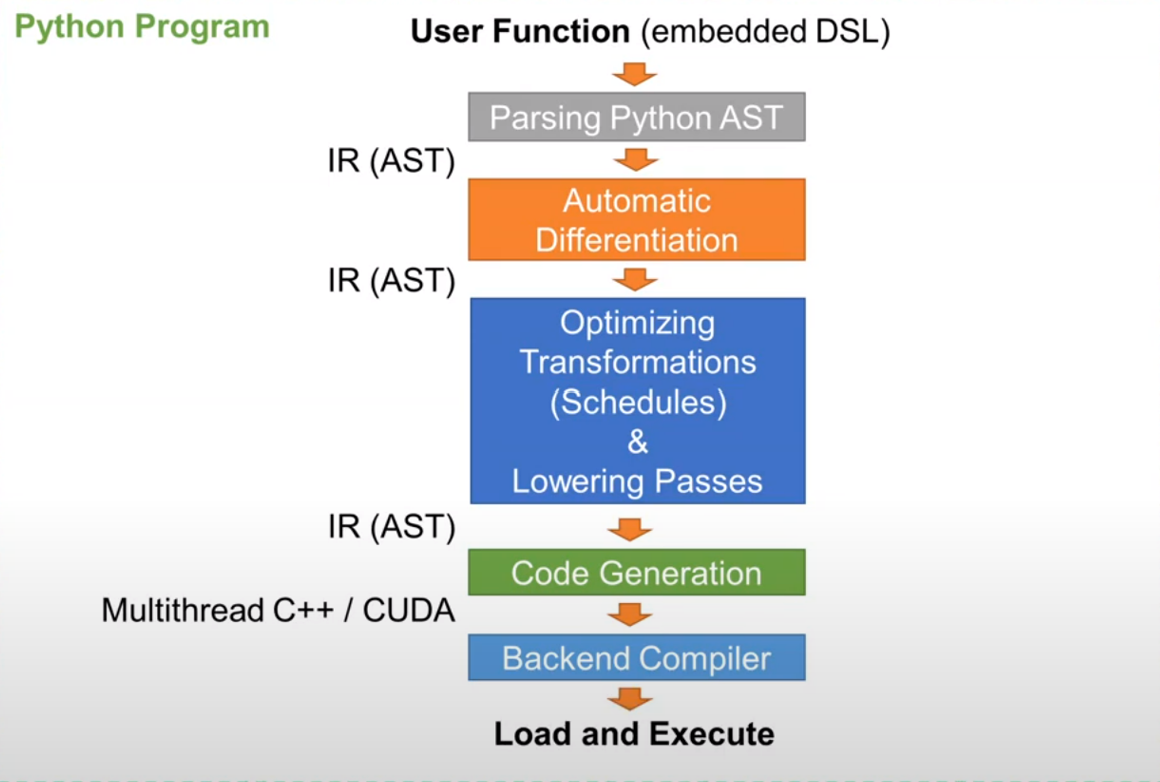 Python Program
User Function (embedded DSL)
Parsing Python AST
IR (AST)
Automatic
Differentiation
IR (AST)
Optimizing
Transformations
(Schedules)
&
Lowering Passes
IR (AST)
Code Generation
Multithread C++ / CUDA
Backend Compiler
Load and Execute